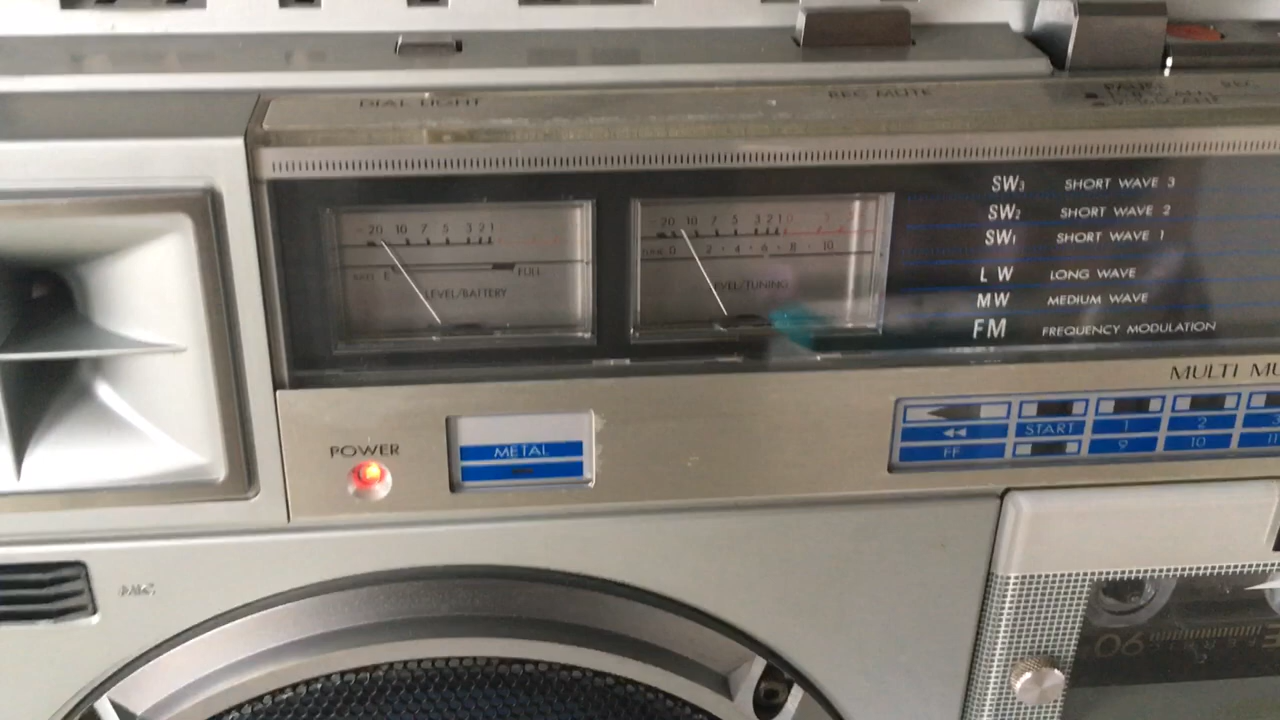 DIAL LIGHT
REC MUTE
20 10 7 5 3 2 1
E FULL
LEVEL/BATTERY
20 10 7 5 3 2 1 0
0 2 4 6 8 10
LEVEL/TUNING
SW3 SHORT WAVE 3
SW2 SHORT WAVE 2
SW1 SHORT WAVE 1
LW LONG WAVE
MW MEDIUM WAVE
FM FREQUENCY MODULATION
MULTI
POWER
METAL
START 1 2 3
FF 9 10 11
MIC
90